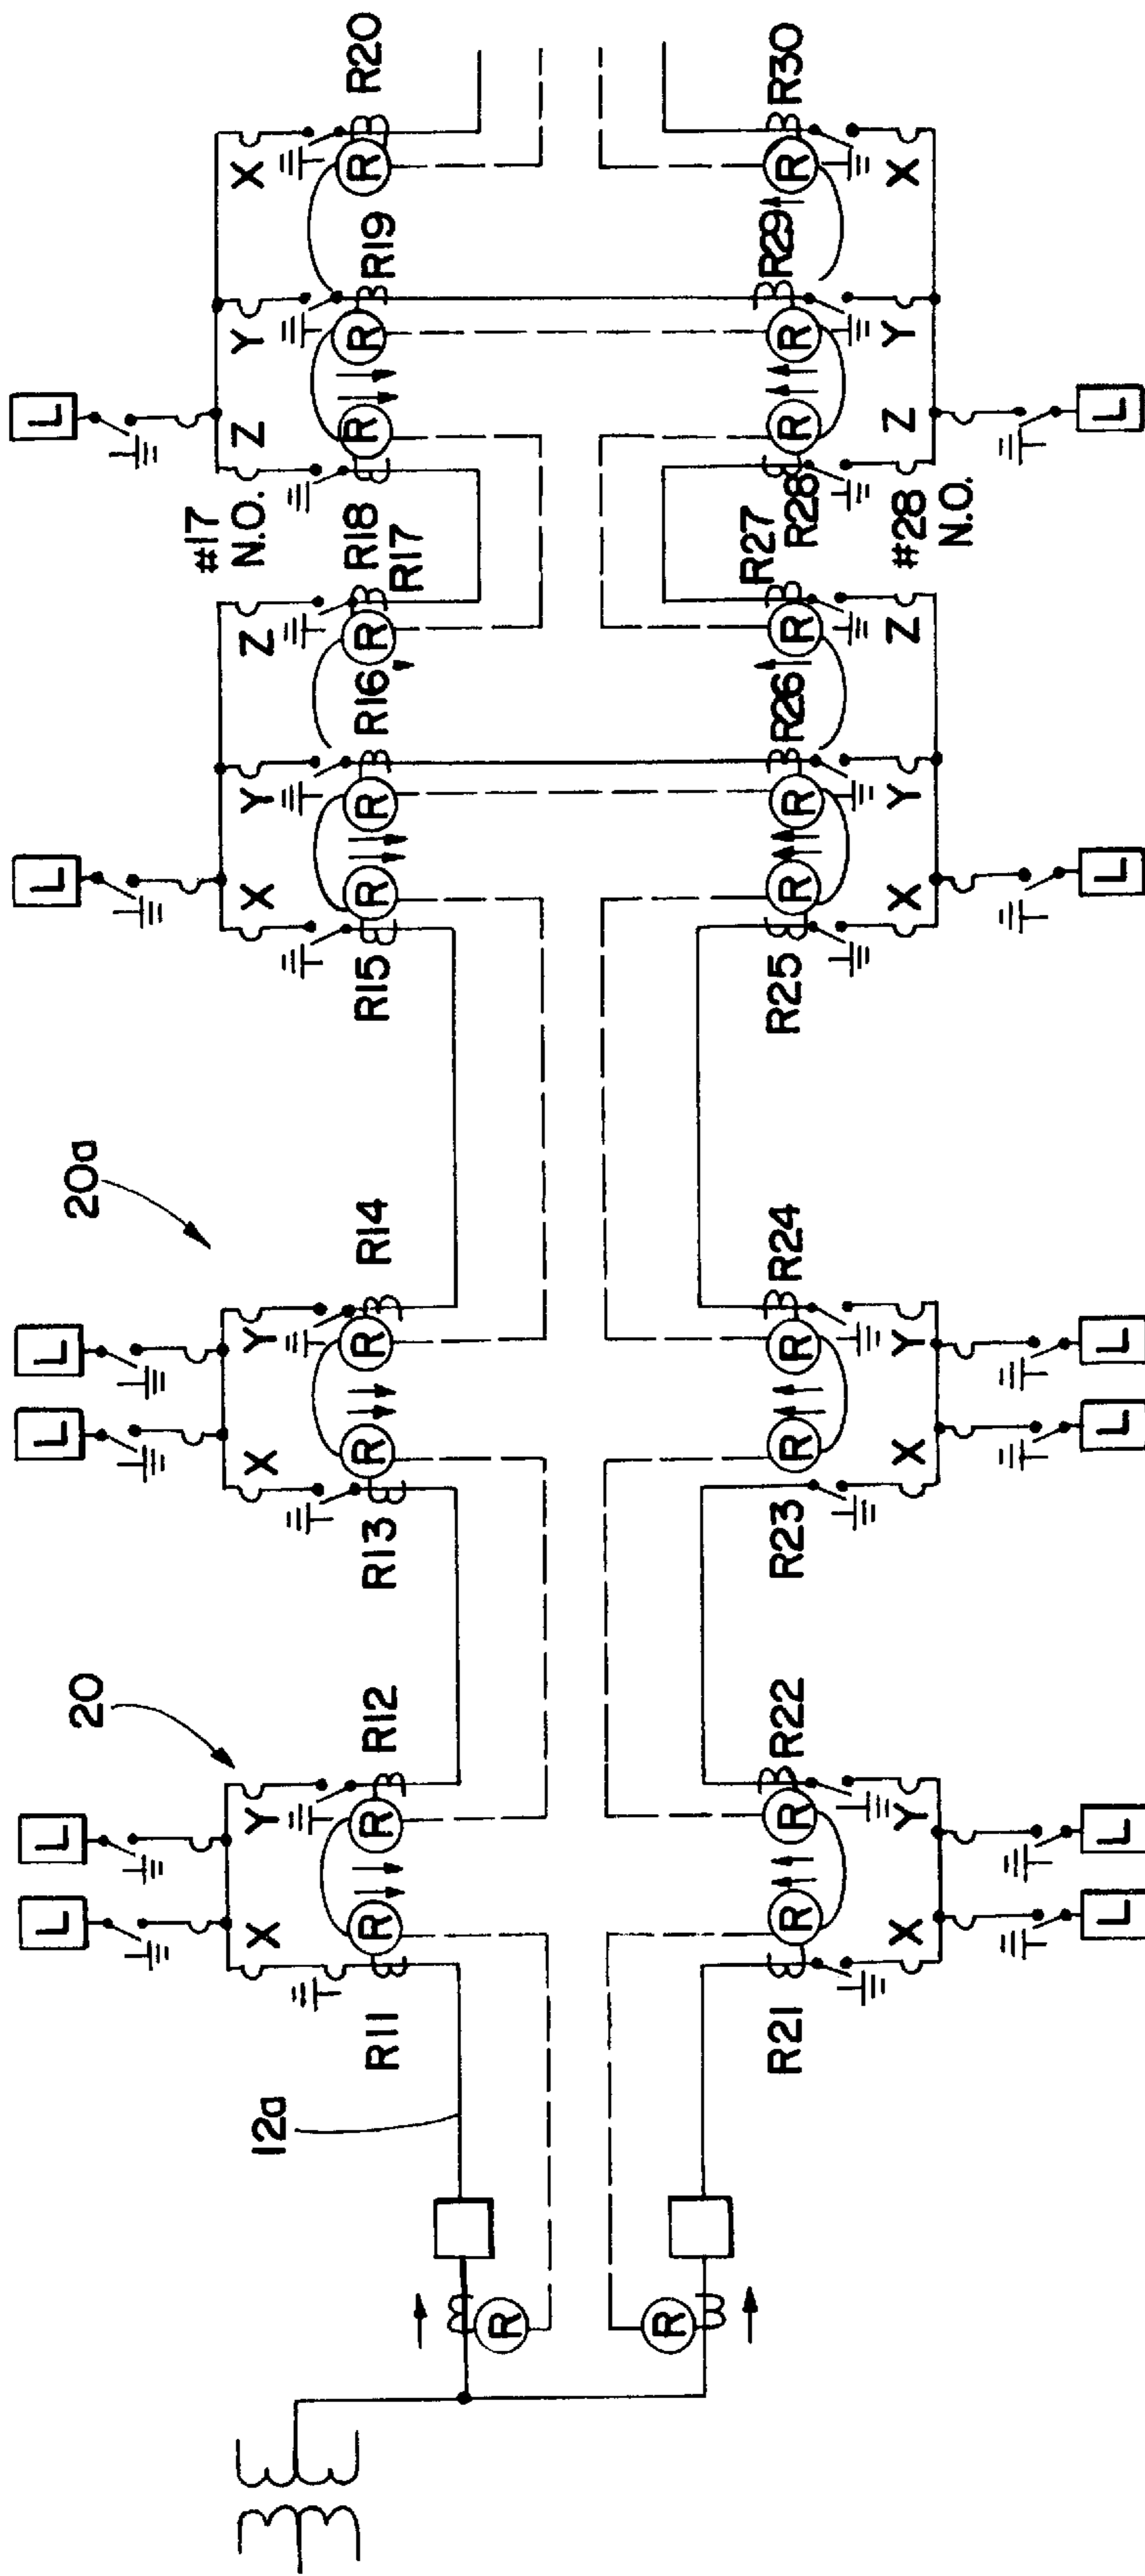 L L L L L L
20 20a
#17
N.O.
12a
X Y X Y X Y Z Z Y X
R R R R R R R R R R
R11 R12 R13 R14 R15 R16 R18 R19 R20
R17
R
R
R27
R21 R22 R23 R24 R25 R26 R28 R29 R30
R R R R R R R R R R
X Y X Y X Y Z Z Y X
#28
N.O.
L L L L L L